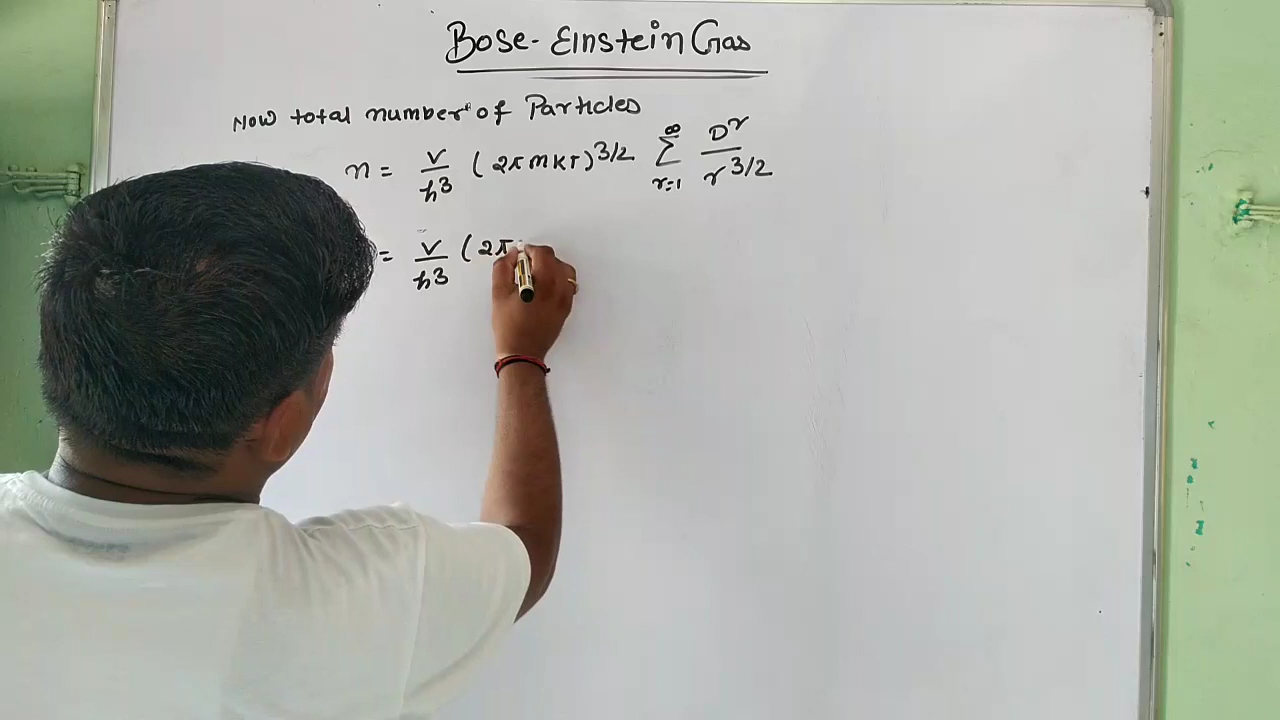 Bose-Einstein Gas
Now total number of Particles
n = V/h³ (2πmkT)^3/2 ∑_{r=1}^{∞} D^r/r^3/2
= V/h³ (2π